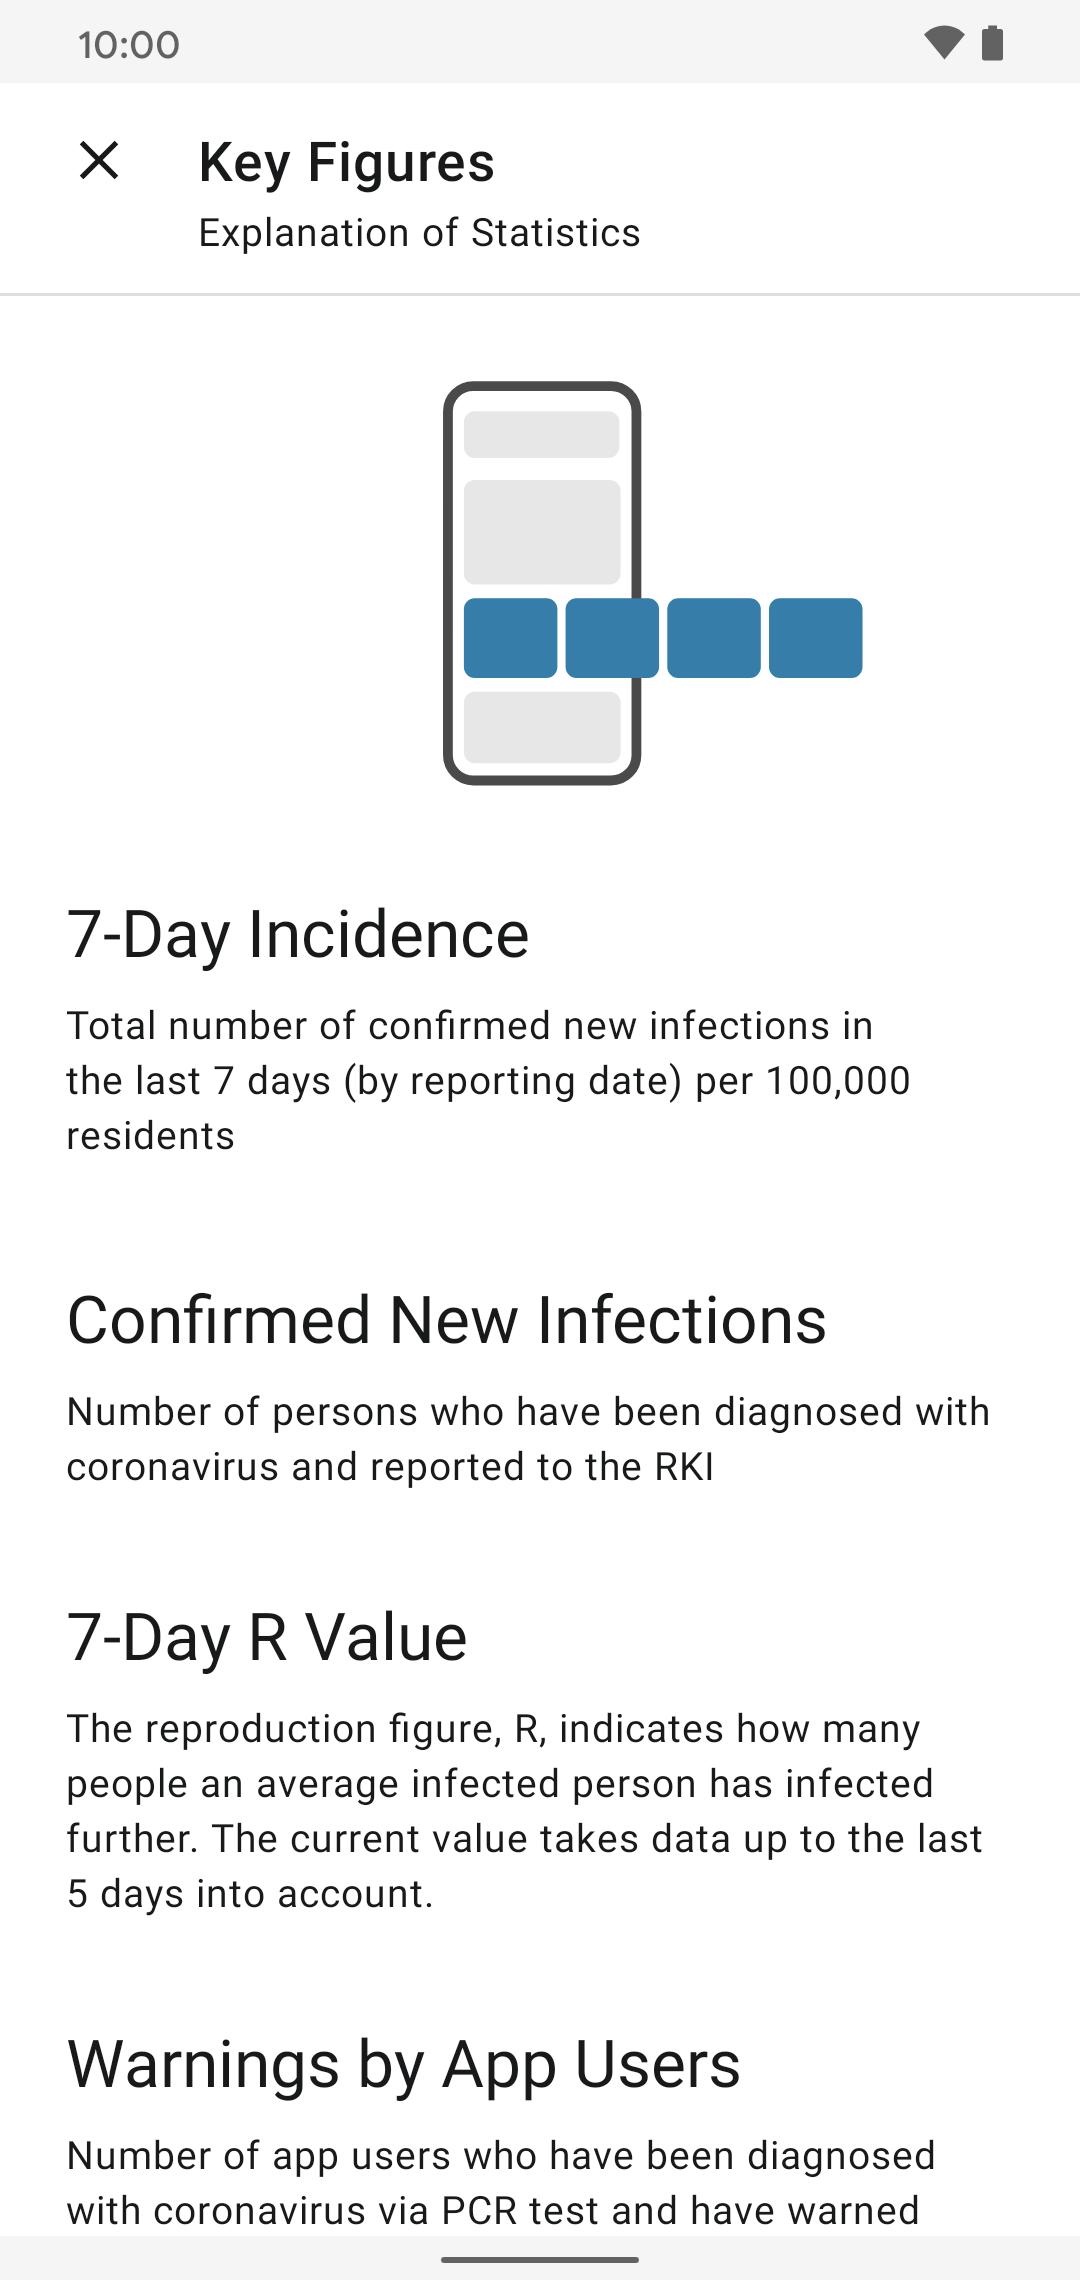 10:00
Key Figures
Explanation of Statistics
7-Day Incidence
Total number of confirmed new infections in
the last 7 days (by reporting date) per 100,000
residents
Confirmed New Infections
Number of persons who have been diagnosed with
coronavirus and reported to the RKI
7-Day R Value
The reproduction figure, R, indicates how many
people an average infected person has infected
further. The current value takes data up to the last
5 days into account.
Warnings by App Users
Number of app users who have been diagnosed
with coronavirus via PCR test and have warned